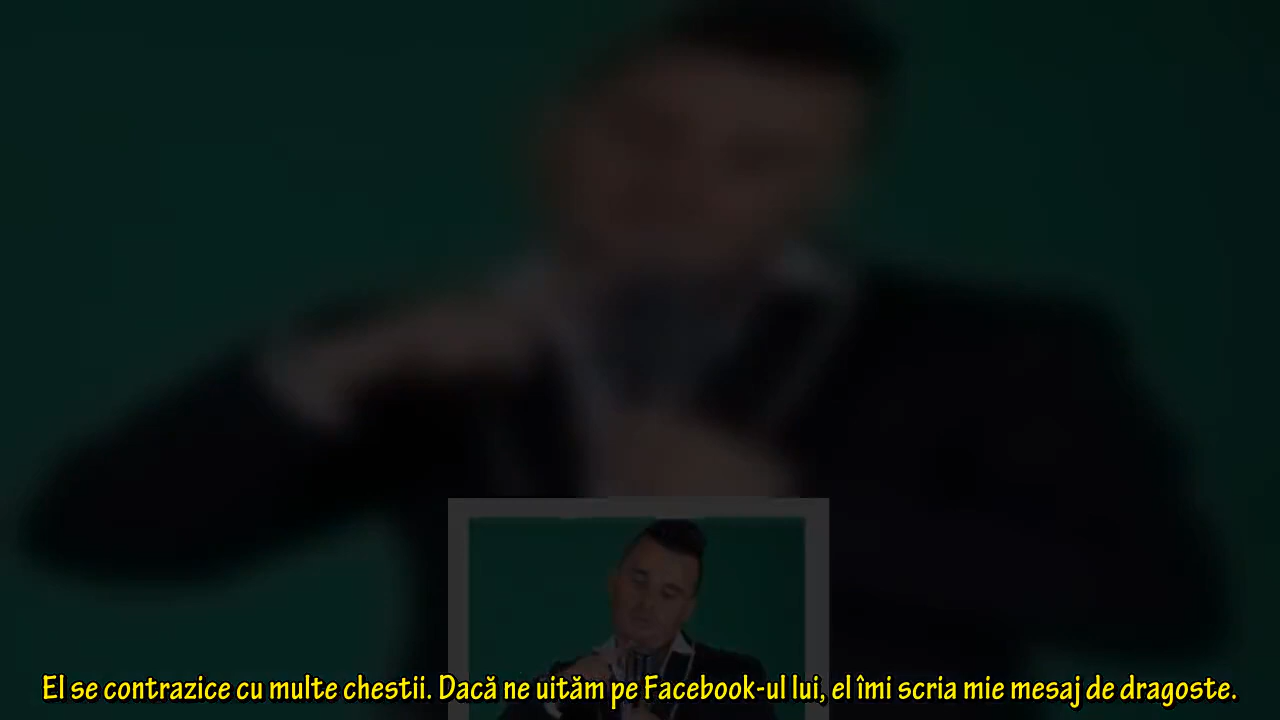 El se contrazice cu multe chestii. Dacă ne uităm pe Facebook-ul lui, el îmi scria mie mesaj de dragoste.